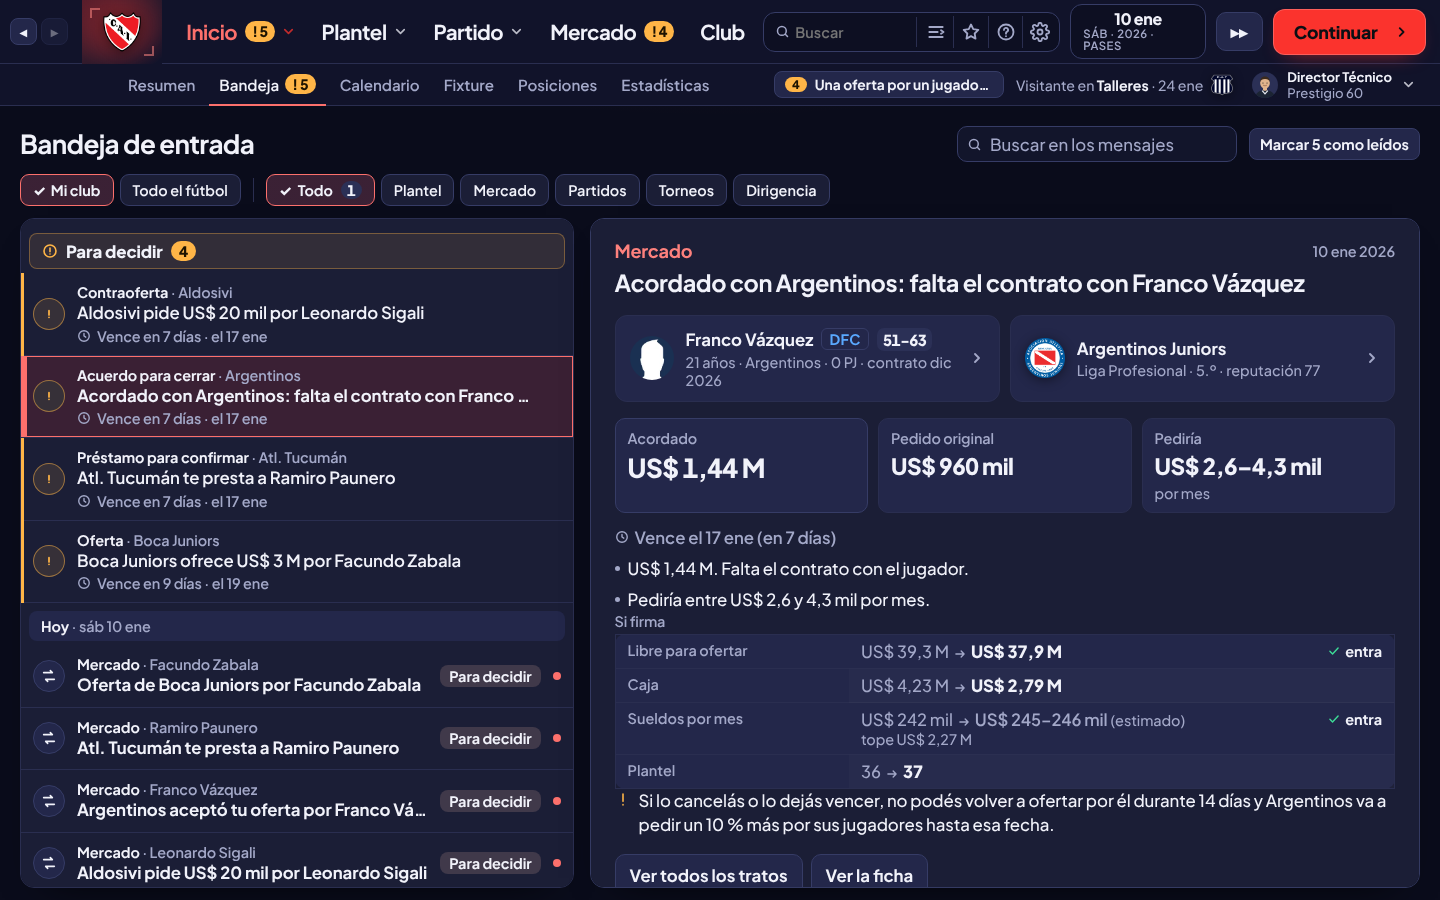 Inicio !5
Plantel
Partido
Mercado !4
Club
Buscar
10 ene
SÁB · 2026 ·
PASES
Continuar
Resumen
Bandeja !5
Calendario
Fixture
Posiciones
Estadísticas
4 Una oferta por un jugado...
Visitante en Talleres · 24 ene
Director Técnico
Prestigio 60
Bandeja de entrada
Buscar en los mensajes
Marcar 5 como leídos
Mi club
Todo el fútbol
Todo 1
Plantel
Mercado
Partidos
Torneos
Dirigencia
Para decidir 4
Contraoferta · Aldosivi
Aldosivi pide US$ 20 mil por Leonardo Sigali
Vence en 7 días · el 17 ene
Acuerdo para cerrar · Argentinos
Acordado con Argentinos: falta el contrato con Franco ...
Vence en 7 días · el 17 ene
Préstamo para confirmar · Atl. Tucumán
Atl. Tucumán te presta a Ramiro Paunero
Vence en 7 días · el 17 ene
Oferta · Boca Juniors
Boca Juniors ofrece US$ 3 M por Facundo Zabala
Vence en 9 días · el 19 ene
Hoy · sáb 10 ene
Mercado · Facundo Zabala
Oferta de Boca Juniors por Facundo Zabala
Para decidir
Mercado · Ramiro Paunero
Atl. Tucumán te presta a Ramiro Paunero
Para decidir
Mercado · Franco Vázquez
Argentinos aceptó tu oferta por Franco Vá...
Para decidir
Mercado · Leonardo Sigali
Aldosivi pide US$ 20 mil por Leonardo Sigali
Para decidir
Mercado
10 ene 2026
Acordado con Argentinos: falta el contrato con Franco Vázquez
Franco Vázquez DFC 51-63
21 años · Argentinos · 0 PJ · contrato dic
2026
Argentinos Juniors
Liga Profesional · 5.º · reputación 77
Acordado
US$ 1,44 M
Pedido original
US$ 960 mil
Pediría
US$ 2,6–4,3 mil
por mes
Vence el 17 ene (en 7 días)
• US$ 1,44 M. Falta el contrato con el jugador.
• Pediría entre US$ 2,6 y 4,3 mil por mes.
Si firma
Libre para ofertar US$ 39,3 M → US$ 37,9 M ✓ entra
Caja US$ 4,23 M → US$ 2,79 M
Sueldos por mes US$ 242 mil → US$ 245–246 mil (estimado) ✓ entra
tope US$ 2,27 M
Plantel 36 → 37
! Si lo cancelás o lo dejás vencer, no podés volver a ofertar por él durante 14 días y Argentinos va a
pedir un 10 % más por sus jugadores hasta esa fecha.
Ver todos los tratos
Ver la ficha